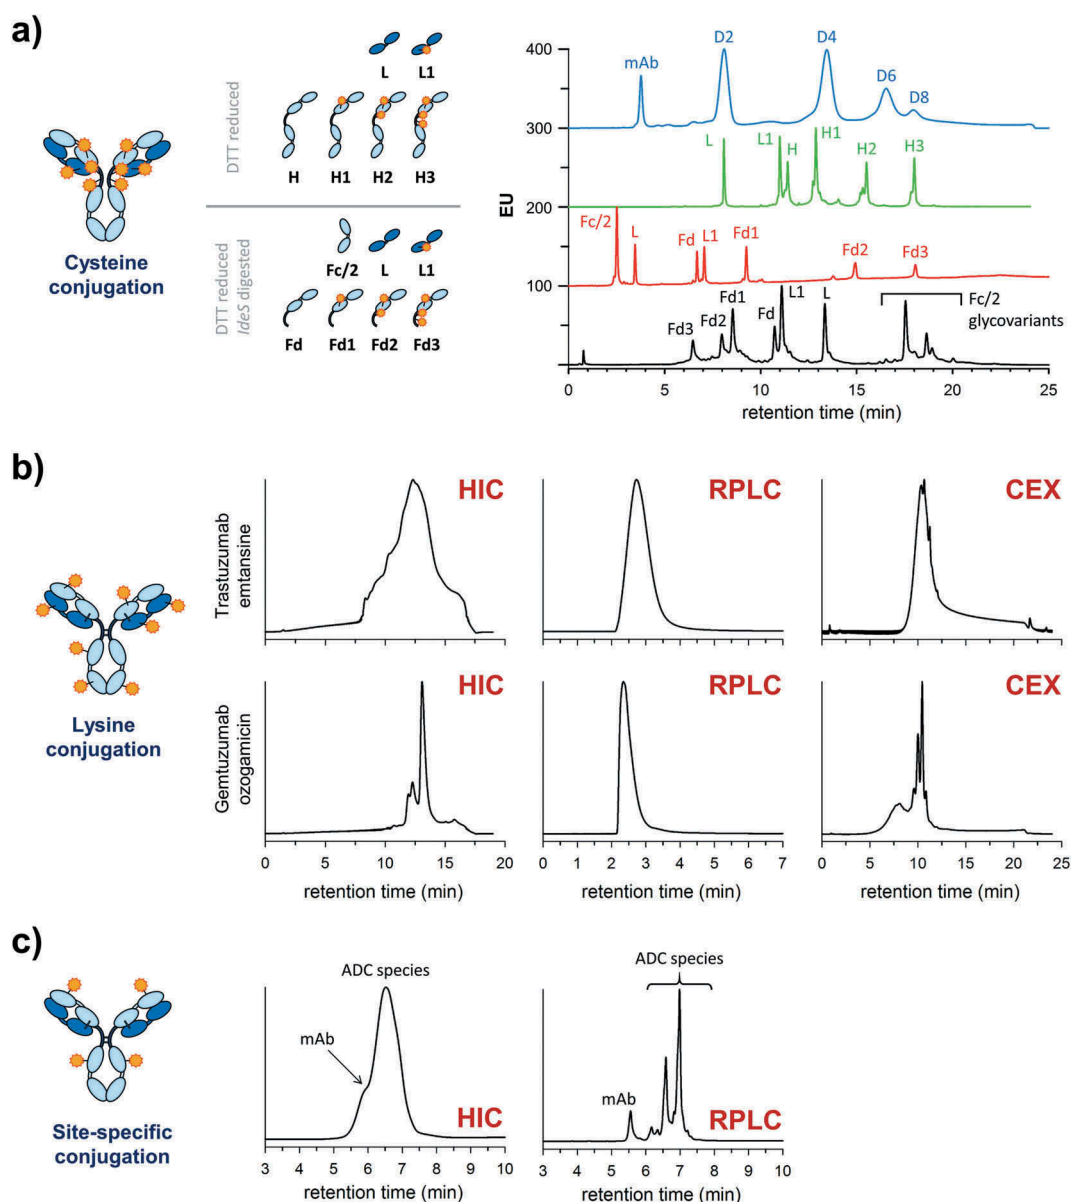 a)
DTT reduced
L L1
H H1 H2 H3
DTT reduced
IdeS digested
Fc/2 L L1
Fd Fd1 Fd2 Fd3
Cysteine
conjugation
EU
400
300
200
100
0
mAb D2 D4 D6 D8
L L1 H H1 H2 H3
Fc/2 L Fd L1 Fd1 Fd2 Fd3
Fd3 Fd2 Fd1 Fd L1 L Fc/2
glycovariants
0 5 10 15 20 25
retention time (min)
b)
Lysine
conjugation
Trastuzumab
emtansine
HIC RPLC CEX
Gemtuzumab
ozogamicin
HIC RPLC CEX
0 5 10 15 20 0 1 2 3 4 5 6 7 0 5 10 15 20 25
retention time (min) retention time (min) retention time (min)
c)
Site-specific
conjugation
ADC species
mAb
HIC
3 4 5 6 7 8 9 10
retention time (min)
ADC species
mAb
RPLC
3 4 5 6 7 8 9 10
retention time (min)